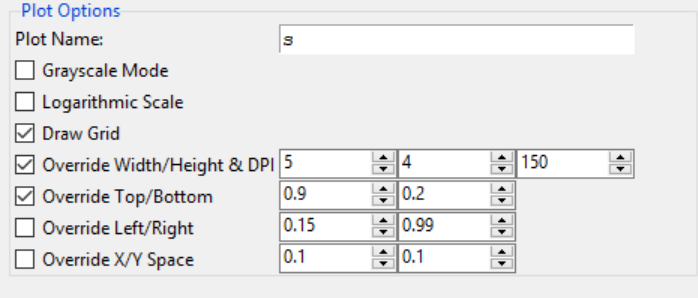 Plot Options
Plot Name: s
Grayscale Mode
Logarithmic Scale
Draw Grid
Override Width/Height & DPI 5 4 150
Override Top/Bottom 0.9 0.2
Override Left/Right 0.15 0.99
Override X/Y Space 0.1 0.1